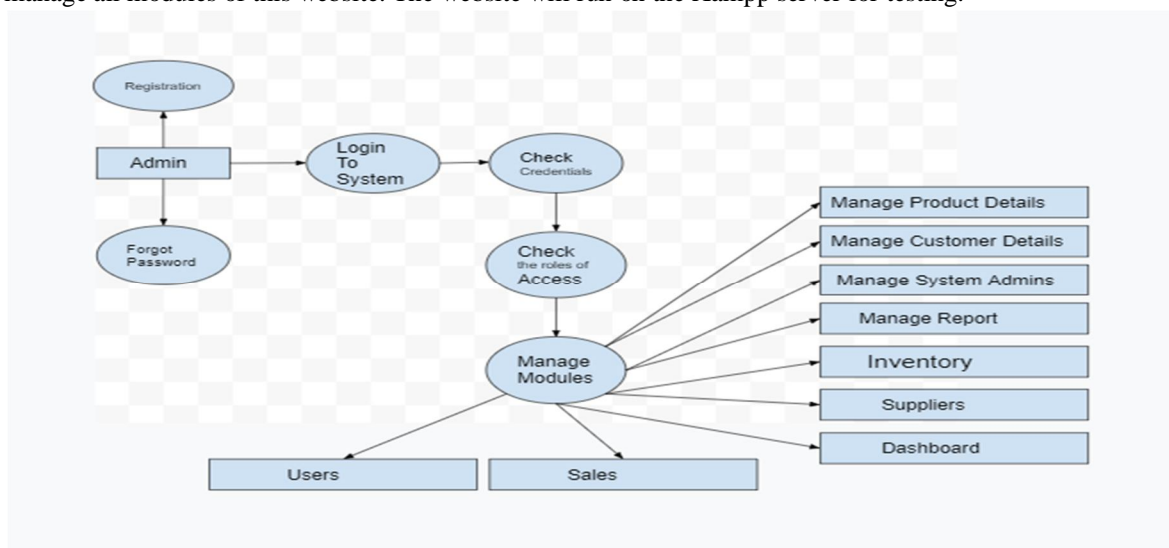 manage all modules of this website. The website will run on the Xampp server for testing.
Registration
Admin
Login
To
System
Check
Credentials
Forgot
Password
Check
the roles of
Access
Manage
Modules
Manage Product Details
Manage Customer Details
Manage System Admins
Manage Report
Inventory
Suppliers
Dashboard
Users
Sales